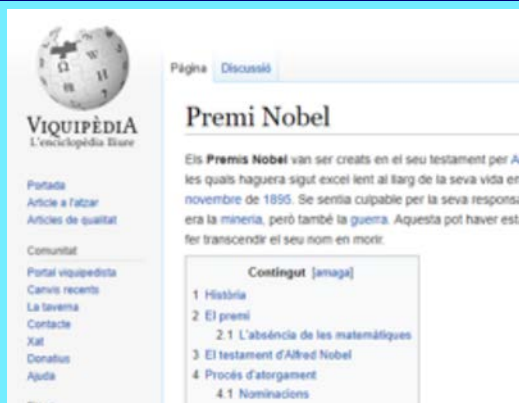 VIQUIPÈDIA
L'enciclopèdia lliure
Portada
Article a l'atzar
Articles de qualitat
Comunitat
Portal viquipedista
Canvis recents
La taverna
Contacte
Xat
Donatius
Ajuda
Pàgina Discussió
Premi Nobel
Els Premis Nobel van ser creats en el seu testament per A
les quals haguera sigut excel lent al llarg de la seva vida en
novembre de 1895. Se sentia culpable per la seva responsa
era la mineria, però també la guerra. Aquesta pot haver est
fer transcendir el seu nom en morir.
Contingut [amaga]
1 Història
2 El premi
2.1 L'absència de les matemàtiques
3 El testament d'Alfred Nobel
4 Procés d'atorgament
4.1 Nominacions